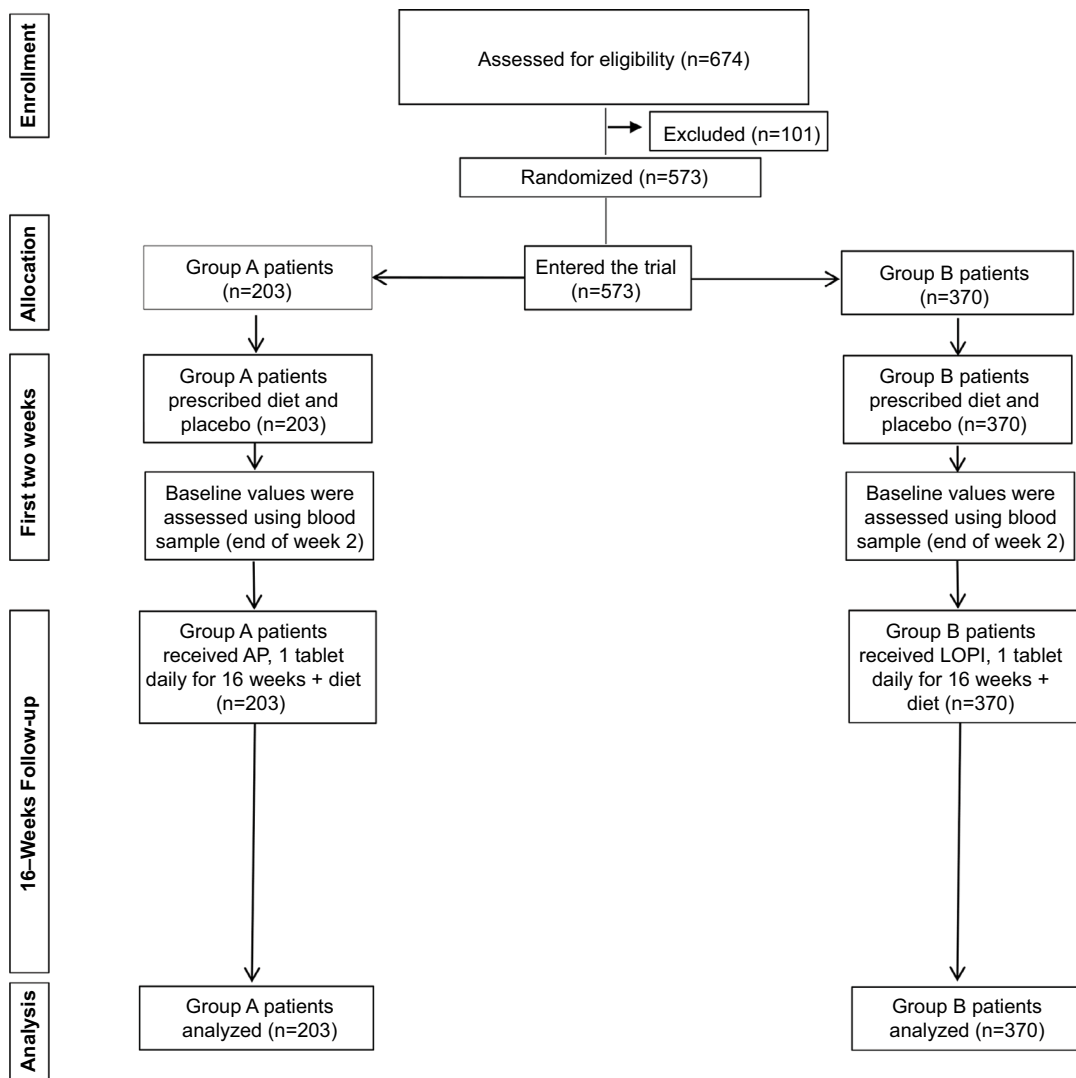 Enrollment
Assessed for eligibility (n=674)
Excluded (n=101)
Randomized (n=573)
Allocation
Group A patients
(n=203)
Entered the trial
(n=573)
Group B patients
(n=370)
First two weeks
Group A patients
prescribed diet and
placebo (n=203)
Group B patients
prescribed diet and
placebo (n=370)
Baseline values were
assessed using blood
sample (end of week 2)
Baseline values were
assessed using blood
sample (end of week 2)
16–Weeks Follow-up
Group A patients
received AP, 1 tablet
daily for 16 weeks + diet
(n=203)
Group B patients
received LOPI, 1 tablet
daily for 16 weeks +
diet (n=370)
Analysis
Group A patients
analyzed (n=203)
Group B patients
analyzed (n=370)